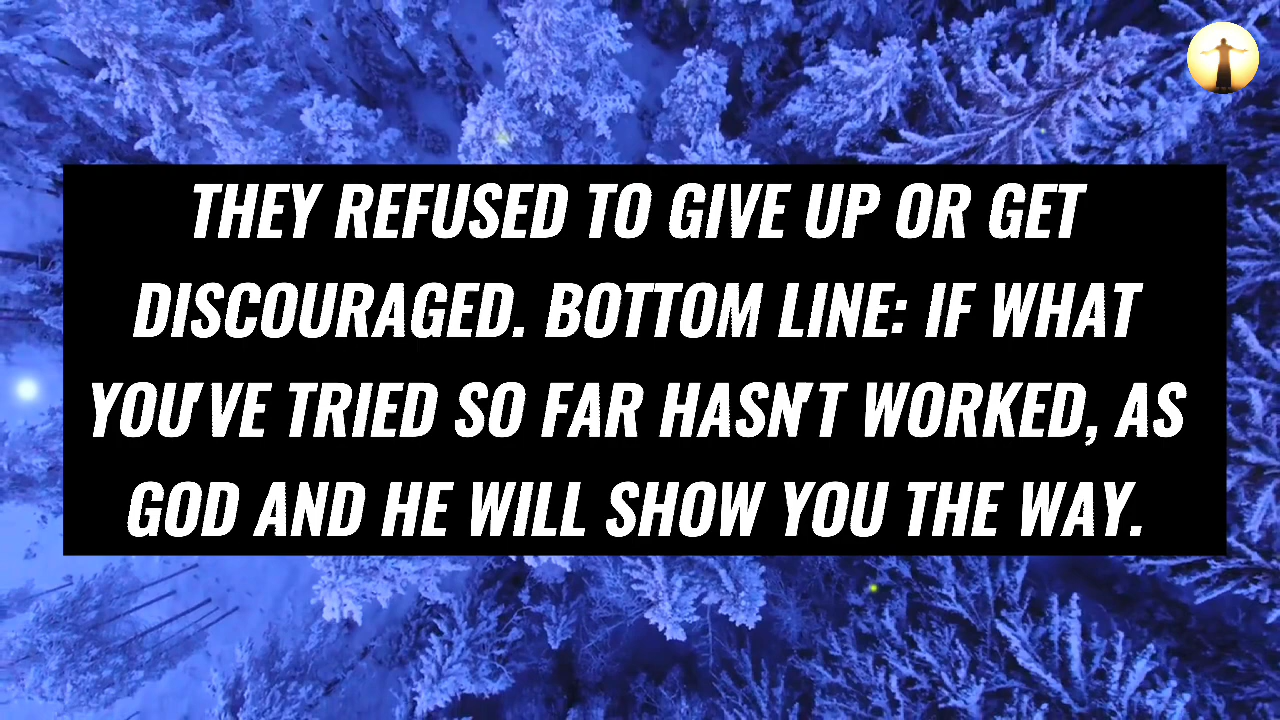 THEY REFUSED TO GIVE UP OR GET
DISCOURAGED. BOTTOM LINE: IF WHAT
YOU'VE TRIED SO FAR HASN'T WORKED, AS
GOD AND HE WILL SHOW YOU THE WAY.